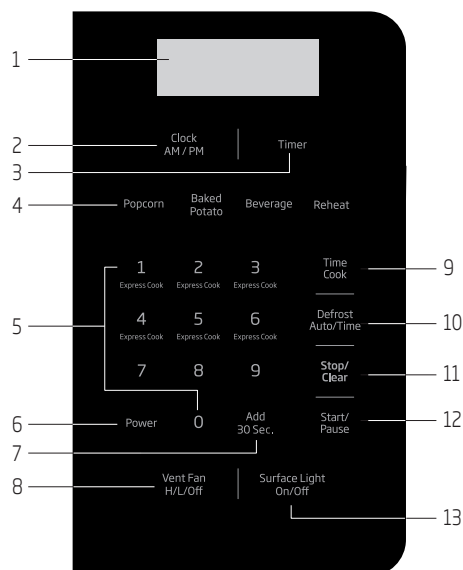 1
2
Clock
AM / PM
Timer
3
4
Popcorn
Baked
Potato
Beverage
Reheat
1
2
3
Express Cook Express Cook Express Cook
Time
Cook
9
5
4
5
6
Express Cook Express Cook Express Cook
Defrost
Auto/Time
10
7
8
9
Stop/
Clear
11
6
Power
0
Add
30 Sec.
Start/
Pause
12
7
8
Vent Fan
H/L/Off
Surface Light
On/Off
13